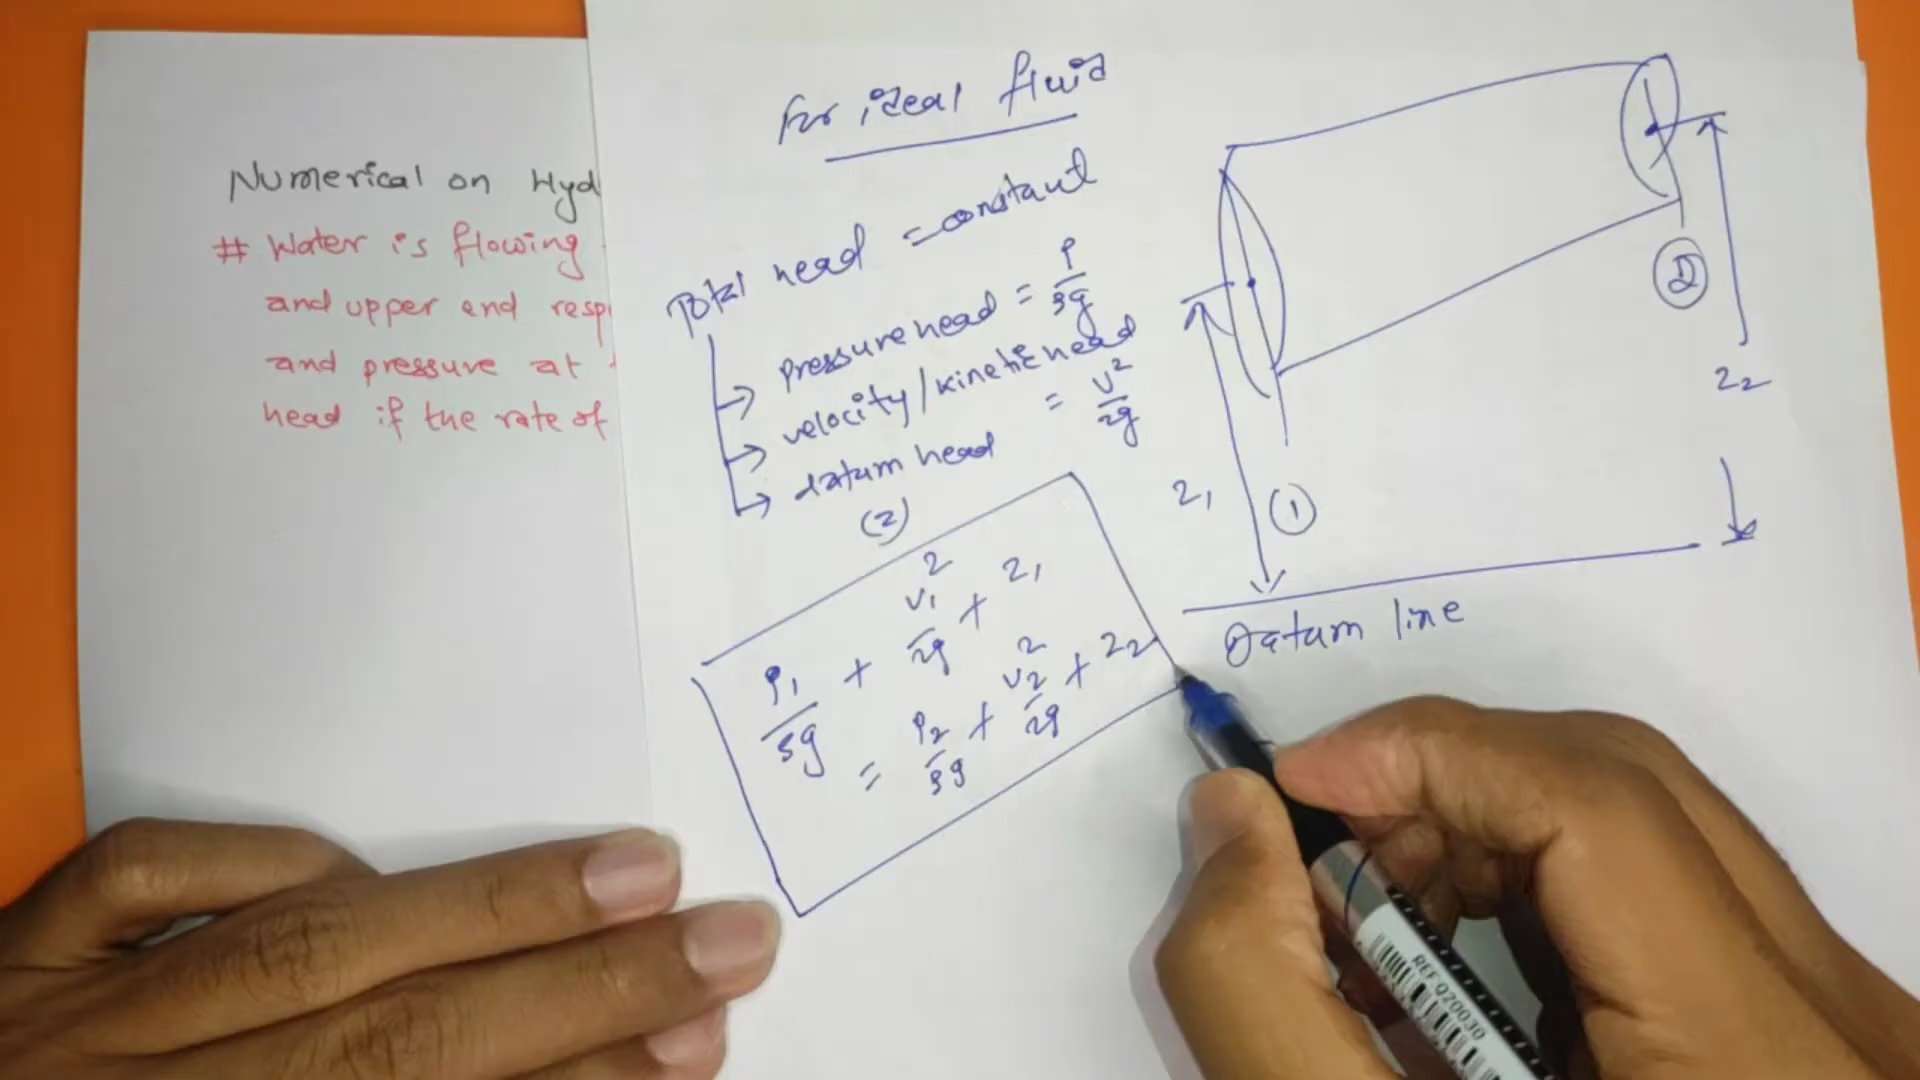 Numerical on Hyd
# Water is flowing
and upper end resp
and pressure at
head if the rate of
for ideal fluid
Total head = constant
→ pressure head = P/ρg
→ velocity/kinetic head = V²/2g
→ datum head
(z)
P₁/ρg + V₁²/2g + z₁
= P₂/ρg + V₂²/2g + z₂
z₁
①
②
z₂
Datum line
REF-Q20030